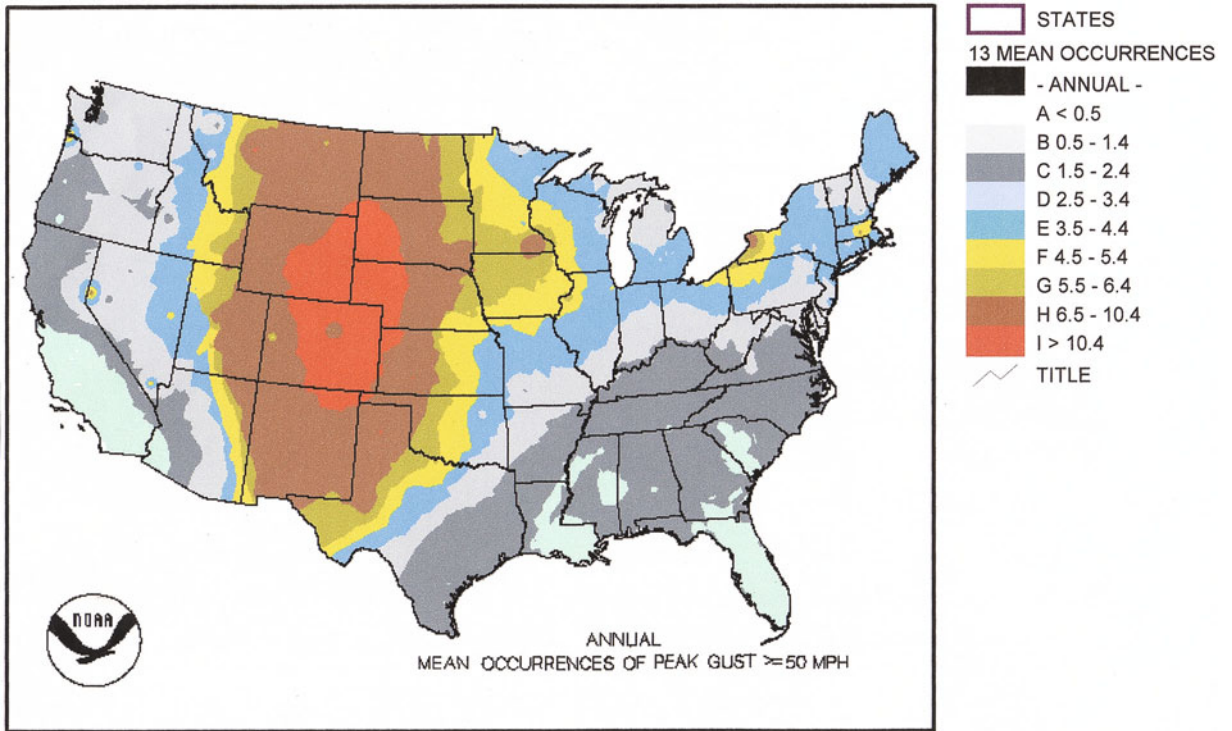 STATES
13 MEAN OCCURRENCES
- ANNUAL -
A < 0.5
B 0.5 - 1.4
C 1.5 - 2.4
D 2.5 - 3.4
E 3.5 - 4.4
F 4.5 - 5.4
G 5.5 - 6.4
H 6.5 - 10.4
I > 10.4
TITLE
NOAA
ANNUAL
MEAN OCCURRENCES OF PEAK GUST >=50 MPH